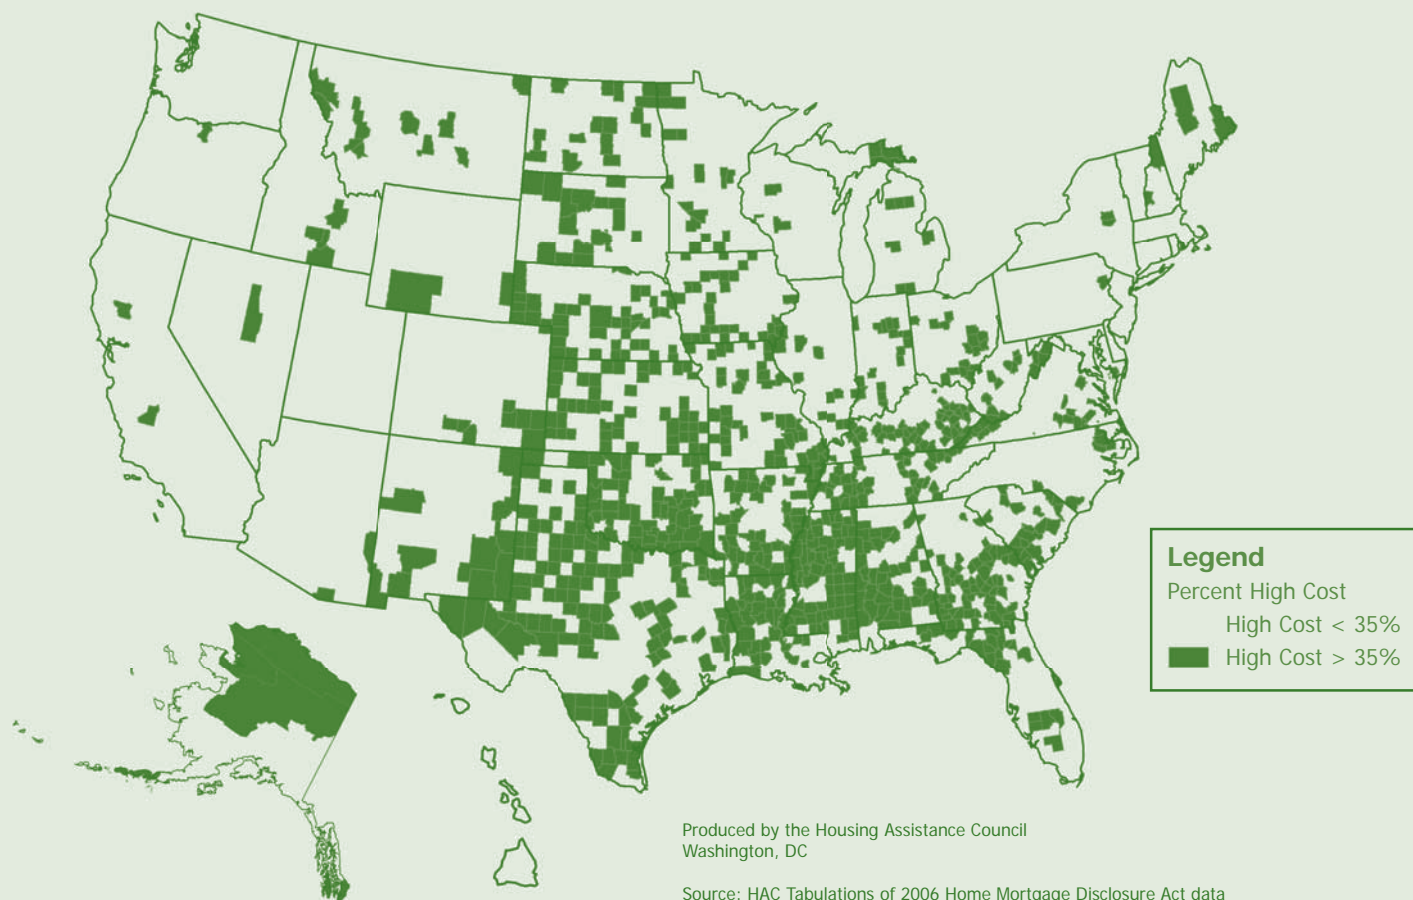 Legend
Percent High Cost
High Cost < 35%
High Cost > 35%
Produced by the Housing Assistance Council
Washington, DC
Source: HAC Tabulations of 2006 Home Mortgage Disclosure Act data